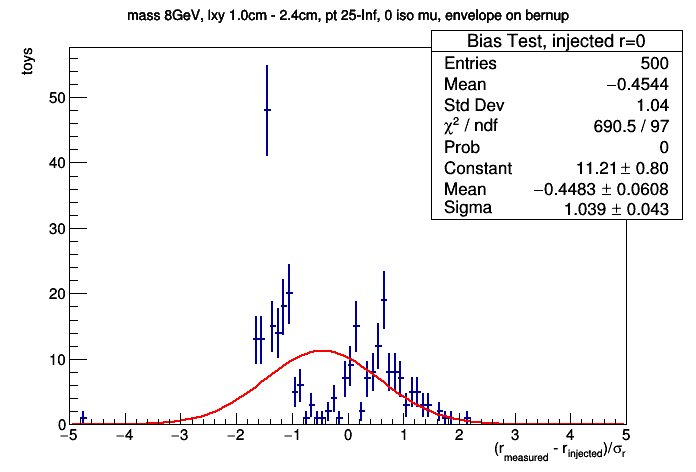 mass 8GeV, lxy 1.0cm - 2.4cm, pt 25-Inf, 0 iso mu, envelope on bernup
Bias Test, injected r=0
Entries 500
Mean −0.4544
Std Dev 1.04
χ² / ndf 690.5 / 97
Prob 0
Constant 11.21 ± 0.80
Mean −0.4483 ± 0.0608
Sigma 1.039 ± 0.043
toys
50
40
30
20
10
0
−5 −4 −3 −2 −1 0 1 2 3 4 5
(r_measured - r_injected)/σ_r